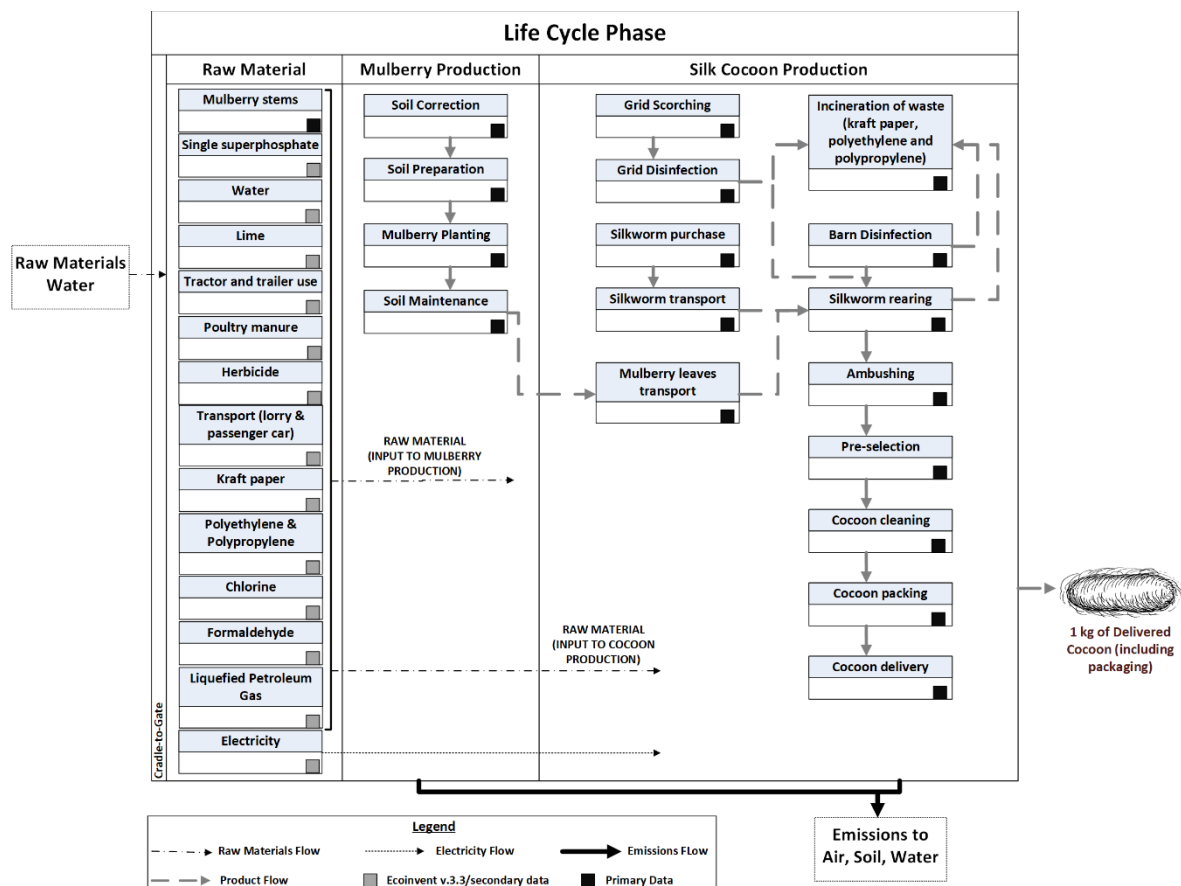 Life Cycle Phase
Raw Material
Mulberry Production
Silk Cocoon Production
Mulberry stems
Single superphosphate
Water
Lime
Tractor and trailer use
Poultry manure
Herbicide
Transport (lorry &
passenger car)
Kraft paper
Polyethylene &
Polypropylene
Chlorine
Formaldehyde
Liquefied Petroleum
Gas
Electricity
Cradle-to-Gate
Raw Materials
Water
Soil Correction
Soil Preparation
Mulberry Planting
Soil Maintenance
RAW MATERIAL
(INPUT TO MULBERRY
PRODUCTION)
Grid Scorching
Grid Disinfection
Silkworm purchase
Silkworm transport
Mulberry leaves
transport
RAW MATERIAL
(INPUT TO COCOON
PRODUCTION)
Incineration of waste
(kraft paper,
polyethylene and
polypropylene)
Barn Disinfection
Silkworm rearing
Ambushing
Pre-selection
Cocoon cleaning
Cocoon packing
Cocoon delivery
1 kg of Delivered
Cocoon (including
packaging)
Legend
Raw Materials Flow
Electricity Flow
Emissions FLow
Product Flow
Ecoinvent v.3.3/secondary data
Primary Data
Emissions to
Air, Soil, Water